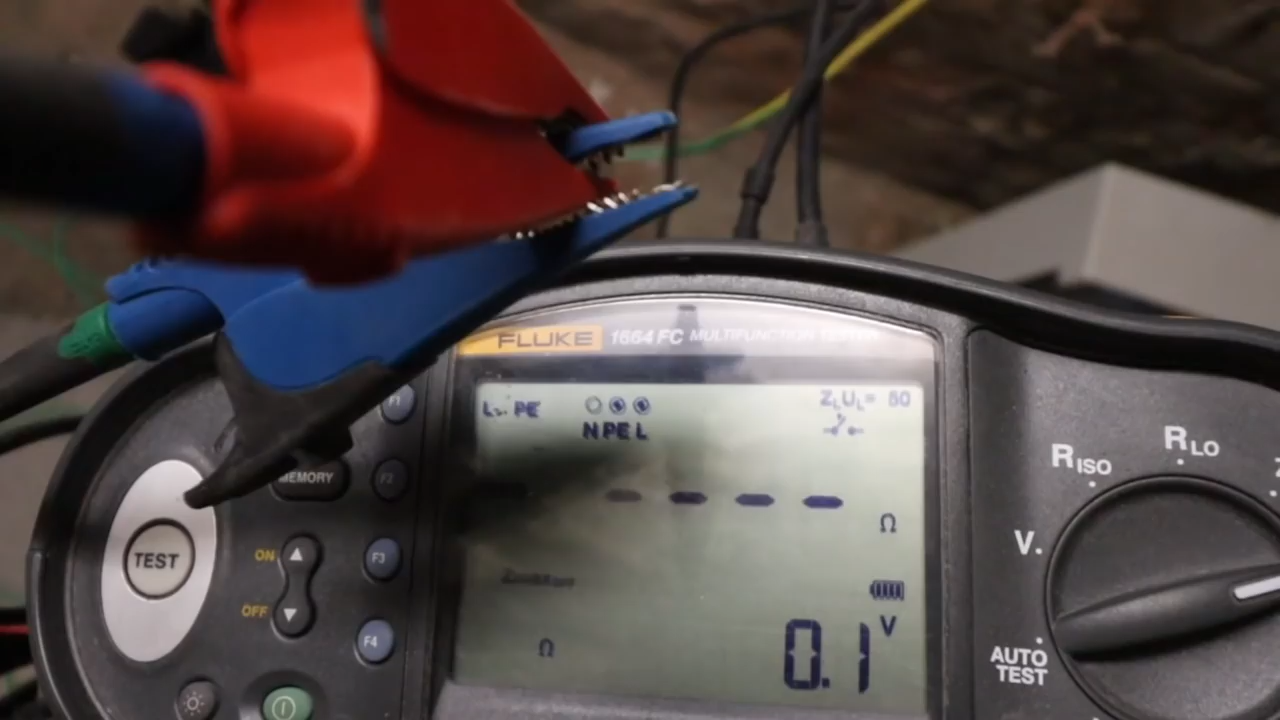 FLUKE 1664 FC MULTIFUNCTION TESTER
L PE
N PE L
ZLUL= 50
Ω
V
0.1
Ω
F1
MEMORY
F2
TEST
ON
F3
OFF
F4
RISO
RLO
V
AUTO
TEST